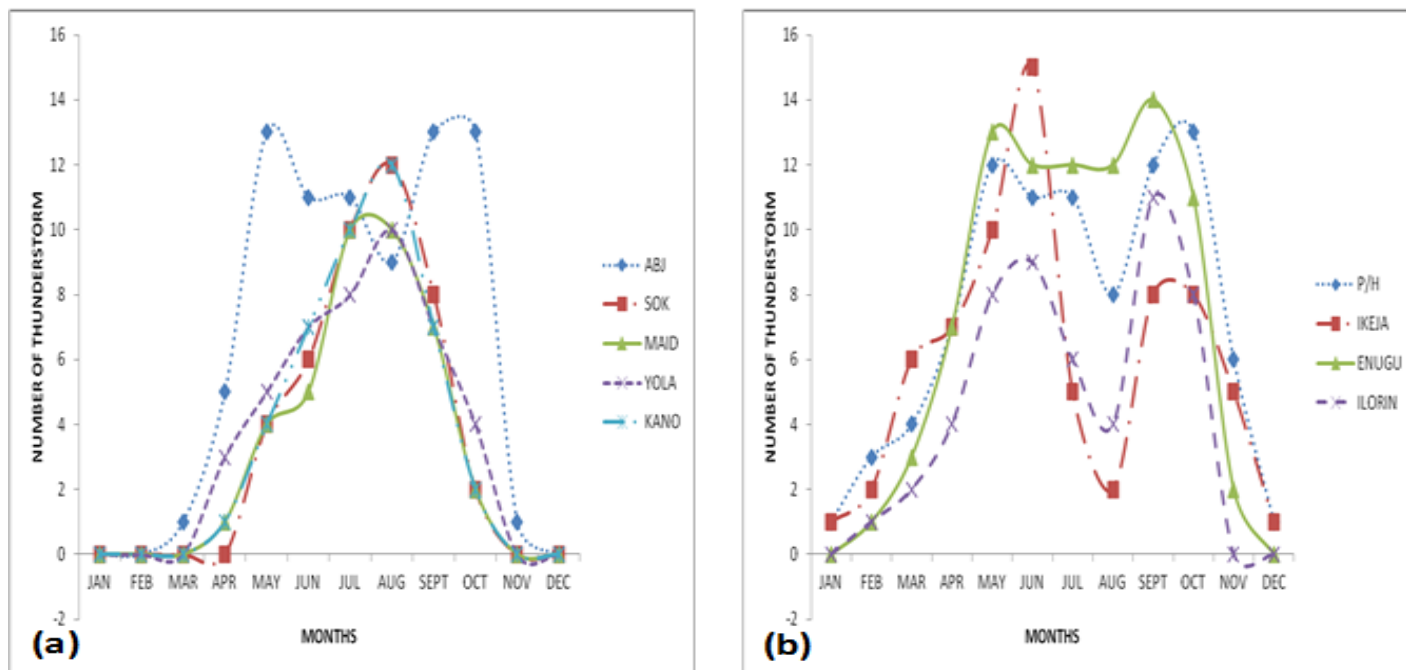 16
14
12
10
8
6
4
2
0
-2
NUMBER OF THUNDERSTORM
JAN FEB MAR APR MAY JUN JUL AUG SEPT OCT NOV DEC
MONTHS
ABJ
SOK
MAID
YOLA
KANO
(a)
16
14
12
10
8
6
4
2
0
-2
NUMBER OF THUNDERSTORM
JAN FEB MAR APR MAY JUN JUL AUG SEPT OCT NOV DEC
MONTHS
P/H
IKEJA
ENUGU
ILORIN
(b)